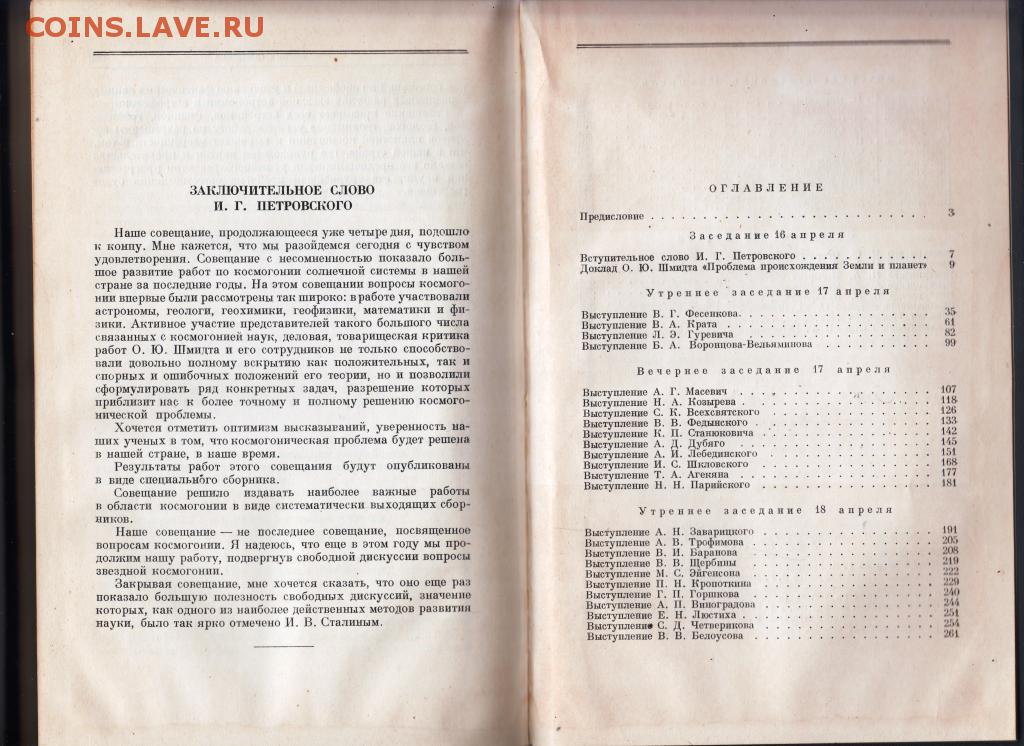 COINS.LAVE.RU
ЗАКЛЮЧИТЕЛЬНОЕ СЛОВО
И. Г. ПЕТРОВСКОГО
Наше совещание, продолжающееся уже четыре дня, подошло
к концу. Мне кажется, что мы разойдемся сегодня с чувством
удовлетворения. Совещание с несомненностью показало боль-
шое развитие работ по космогонии солнечной системы в нашей
стране за последние годы. На этом совещании вопросы космого-
нии впервые были рассмотрены так широко: в работе участвовали
астрономы, геологи, геохимики, геофизики, математики и фи-
зики. Активное участие представителей такого большого числа
связанных с космогонией наук, деловая, товарищеская критика
работ О. Ю. Шмидта и его сотрудников не только способство-
вали довольно полному вскрытию как положительных, так и
спорных и ошибочных положений его теории, но и позволили
сформулировать ряд конкретных задач, разрешение которых
приблизит нас к более точному и полному решению космого-
нической проблемы.
Хочется отметить оптимизм высказываний, уверенность на-
ших ученых в том, что космогоническая проблема будет решена
в нашей стране, в наше время.
Результаты работ этого совещания будут опубликованы
в виде специального сборника.
Совещание решило издавать наиболее важные работы
в области космогонии в виде систематически выходящих сбор-
ников.
Наше совещание — не последнее совещание, посвященное
вопросам космогонии. Я надеюсь, что еще в этом году мы про-
должим нашу работу, подвергнув свободной дискуссии вопросы
звездной космогонии.
Закрывая совещание, мне хочется сказать, что оно еще раз
показало большую полезность свободных дискуссий, значение
которых, как одного из наиболее действенных методов развития
науки, было так ярко отмечено И. В. Сталиным.
ОГЛАВЛЕНИЕ
Предисловие . . . . . . . . . . 3
Заседание 16 апреля
Вступительное слово И. Г. Петровского . . . . . . . . . . 7
Доклад О. Ю. Шмидта «Проблема происхождения Земли и планет» 9
Утреннее заседание 17 апреля
Выступление В. Г. Фесенкова . . . . . . . . . . 35
Выступление В. А. Крата . . . . . . . . . . 61
Выступление Л. Э. Гуревича . . . . . . . . . . 82
Выступление Б. А. Воронцова-Вельяминова . . . . . . . . . . 99
Вечернее заседание 17 апреля
Выступление А. Г. Масевич . . . . . . . . . . 107
Выступление Н. А. Козырева . . . . . . . . . . 118
Выступление С. К. Всехсвятского . . . . . . . . . . 126
Выступление В. В. Федынского . . . . . . . . . . 133
Выступление К. П. Станюковича . . . . . . . . . . 142
Выступление А. Д. Дубяго . . . . . . . . . . 145
Выступление А. И. Лебединского . . . . . . . . . . 151
Выступление И. С. Шкловского . . . . . . . . . . 168
Выступление Т. А. Агекяна . . . . . . . . . . 177
Выступление Н. Н. Парийского . . . . . . . . . . 181
Утреннее заседание 18 апреля
Выступление А. Н. Заварицкого . . . . . . . . . . 191
Выступление А. В. Трофимова . . . . . . . . . . 205
Выступление В. И. Баранова . . . . . . . . . . 208
Выступление В. В. Щербины . . . . . . . . . . 219
Выступление М. С. Эйгенсона . . . . . . . . . . 222
Выступление П. Н. Кропоткина . . . . . . . . . . 229
Выступление Г. П. Горшкова . . . . . . . . . . 240
Выступление А. П. Виноградова . . . . . . . . . . 244
Выступление Е. Н. Люстиха . . . . . . . . . . 251
Выступление С. Д. Четверикова . . . . . . . . . . 254
Выступление В. В. Белоусова . . . . . . . . . . 261